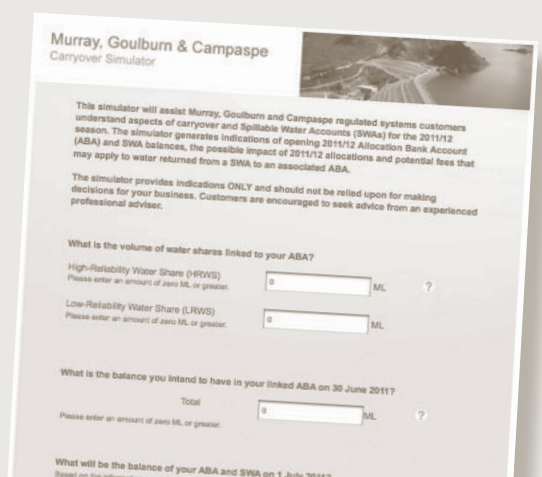 Murray, Goulburn & Campaspe
Carryover Simulator
This simulator will assist Murray, Goulburn and Campaspe regulated systems customers
understand aspects of carryover and Spillable Water Accounts (SWAs) for the 2011/12
season. The simulator generates indications of opening 2011/12 Allocation Bank Account
(ABA) and SWA balances, the possible impact of 2011/12 allocations and potential fees that
may apply to water returned from a SWA to an associated ABA.
The simulator provides indications ONLY and should not be relied upon for making
decisions for your business. Customers are encouraged to seek advice from an experienced
professional adviser.
What is the volume of water shares linked to your ABA?
High-Reliability Water Share (HRWS)
Please enter an amount of zero ML or greater.
0 ML ?
Low-Reliability Water Share (LRWS)
Please enter an amount of zero ML or greater.
0 ML
What is the balance you intend to have in your linked ABA on 30 June 2011?
Total
0 ML ?
Please enter an amount of zero ML or greater.
What will be the balance of your ABA and SWA on 1 July 2011?
Based on the